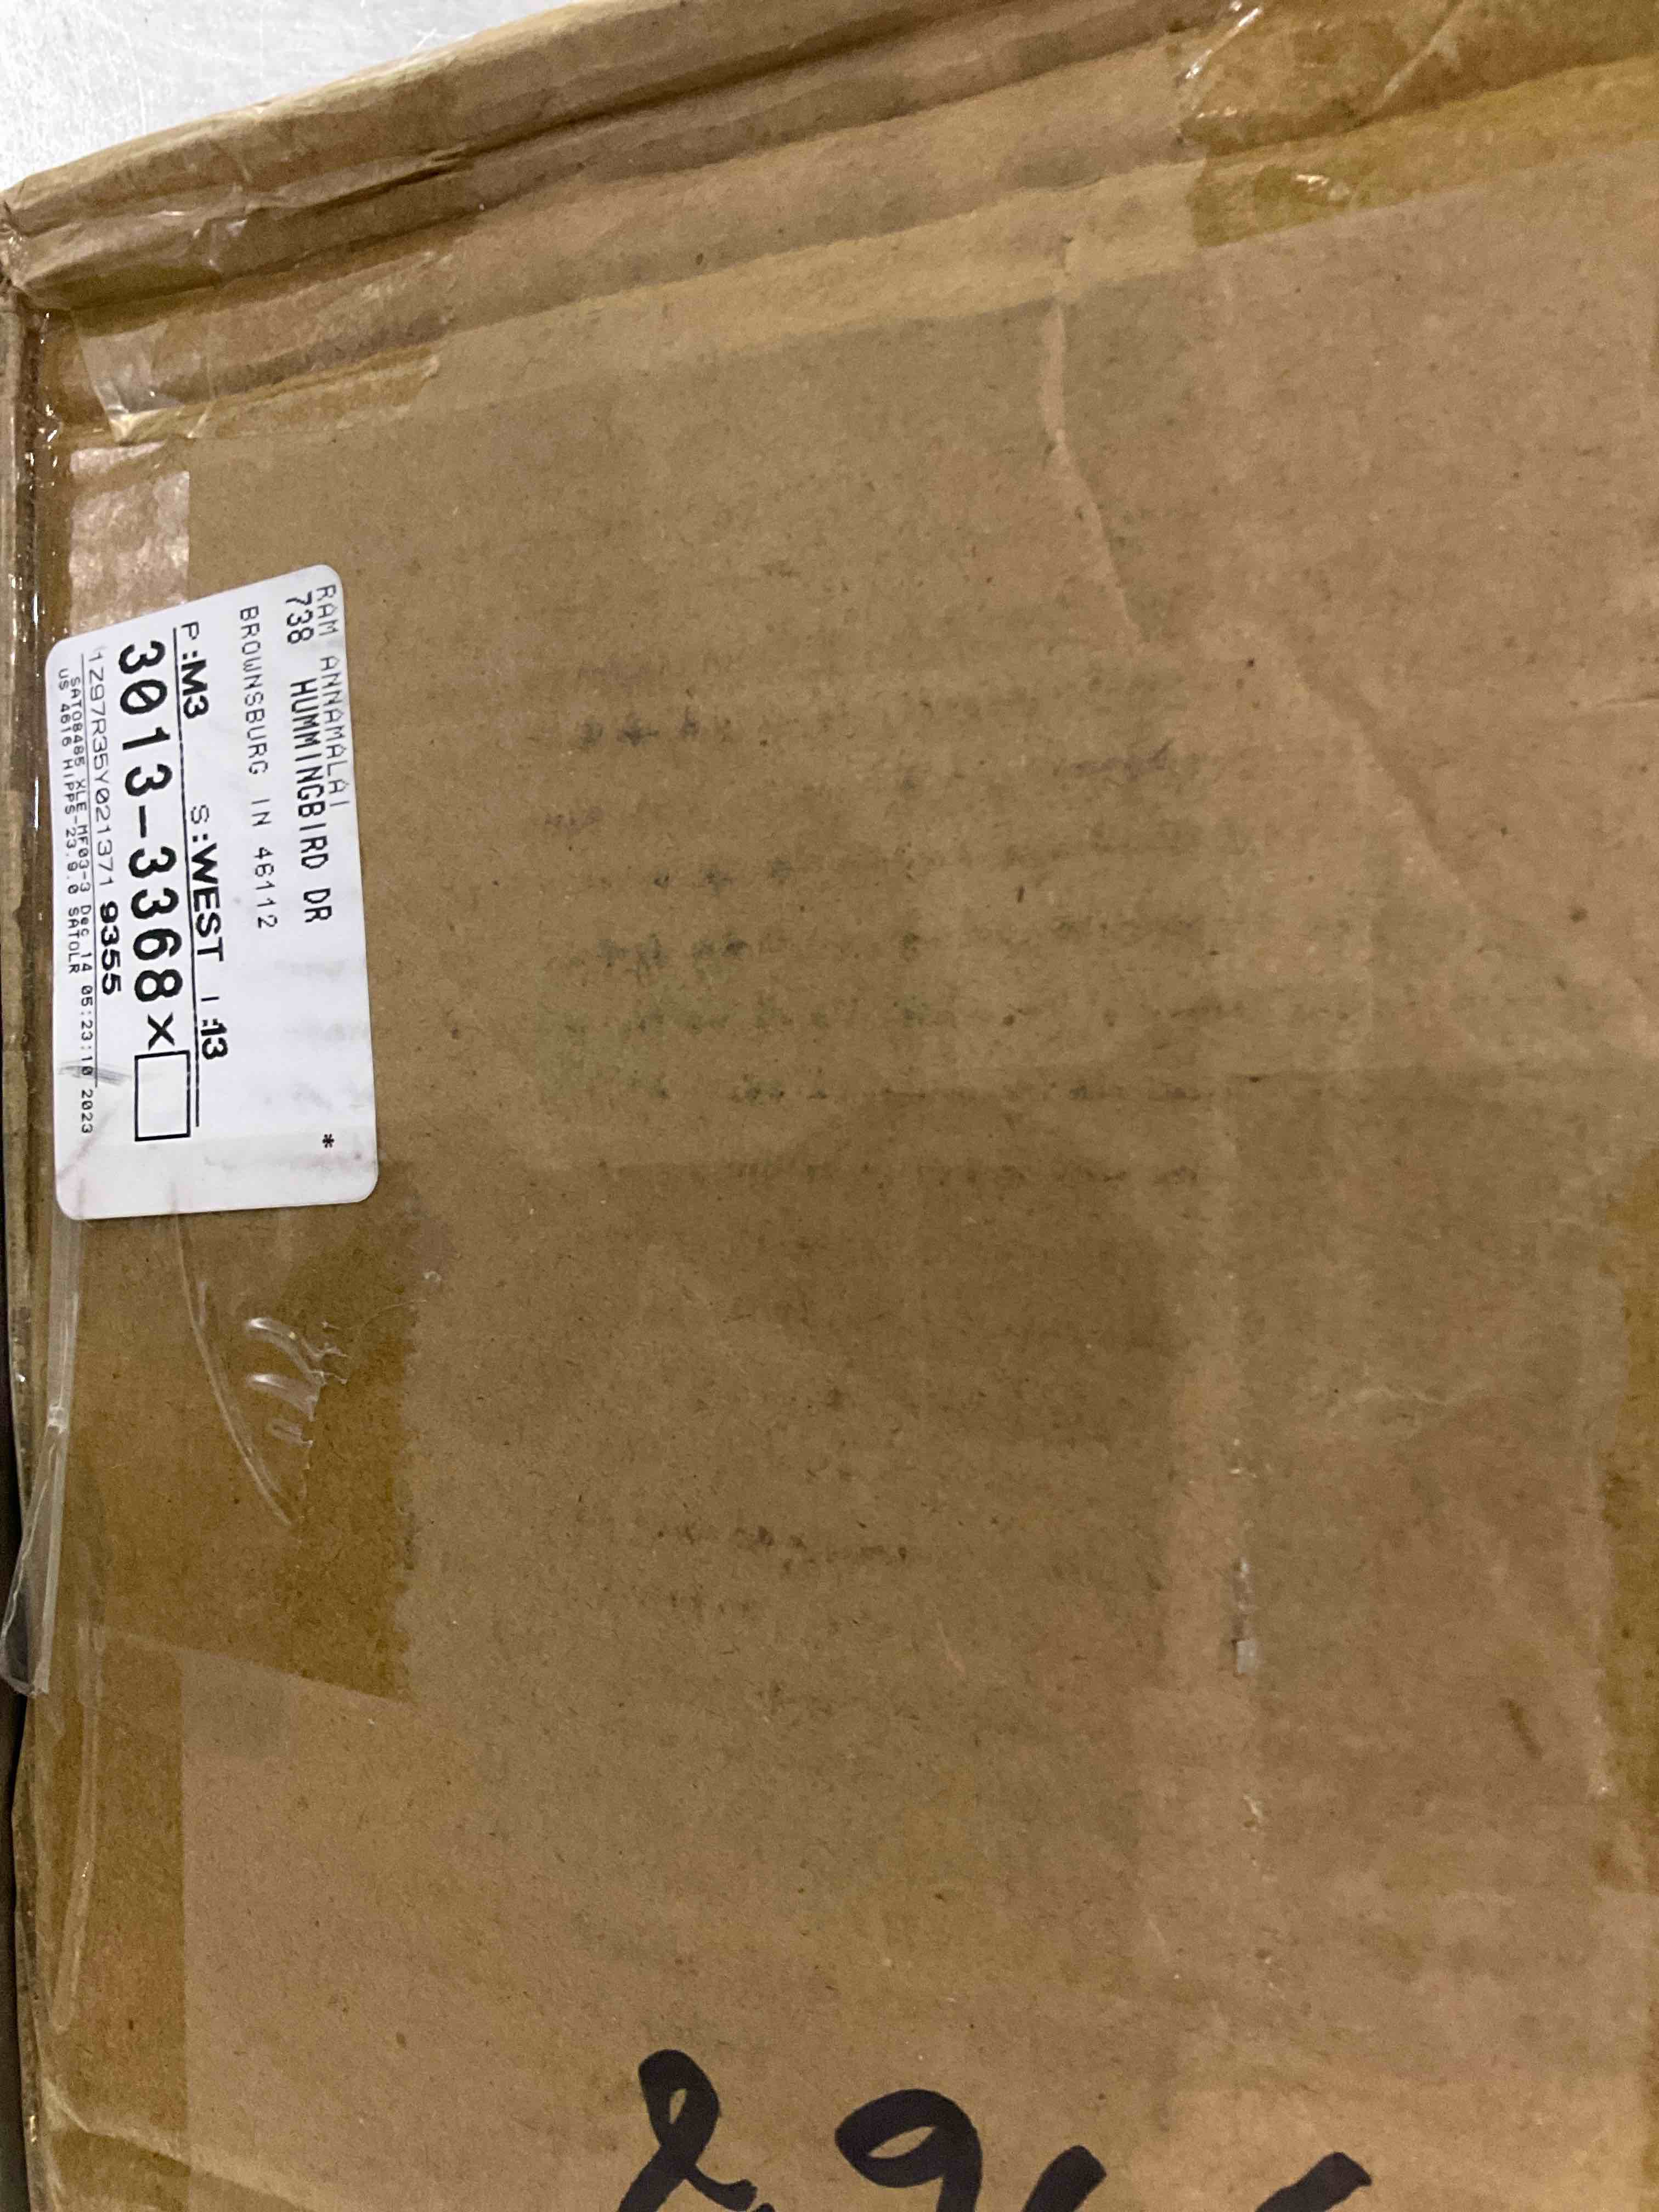 RAM ANNAMALAI
738 HUMMINGBIRD DR
*
BROWNSBURG IN 46112
P:M3 S:WEST I:13
3013-3368X
1Z97R35Y021371 9355
SATO8485 XLE-MF03-3 Dec 14 05:23:10 2023
US 4616 HIPPS-23.9.0 SATOLR